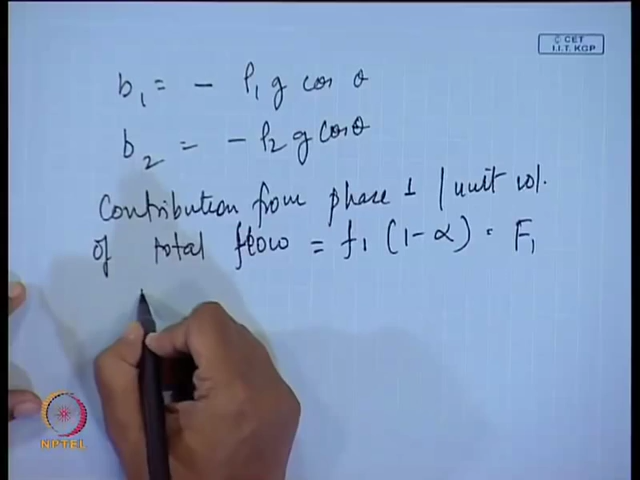 © CET
I.I.T. KGP
b₁ = - ρ₁ g cos θ
b₂ = - ρ₂ g cos θ
Contribution from phase 1 / unit vol.
of total flow = f₁ (1-α) = F₁
NPTEL